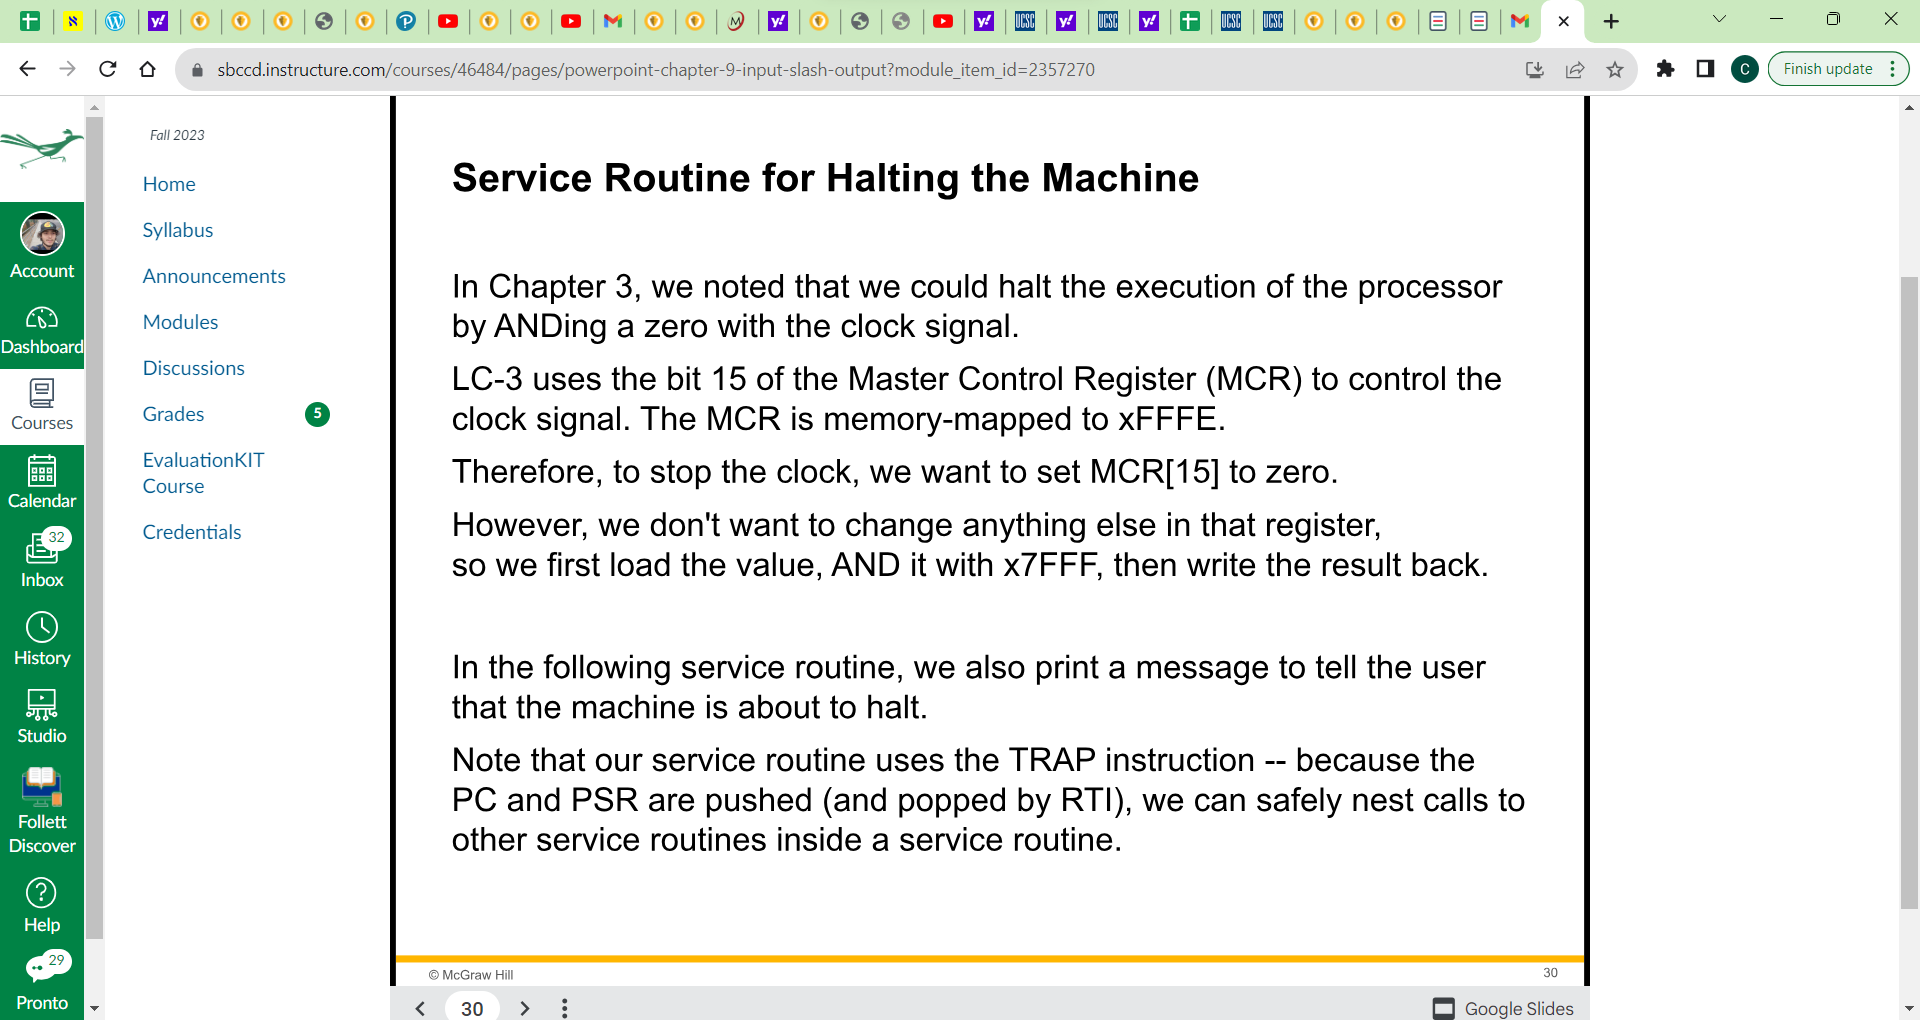 sbccd.instructure.com/courses/46484/pages/powerpoint-chapter-9-input-slash-output?module_item_id=2357270
C
Finish update
Fall 2023
Home
Syllabus
Announcements
Modules
Discussions
Grades 5
EvaluationKIT
Course
Credentials
Account
Dashboard
Courses
Calendar
32
Inbox
History
Studio
Follett
Discover
Help
29
Pronto
Service Routine for Halting the Machine
In Chapter 3, we noted that we could halt the execution of the processor
by ANDing a zero with the clock signal.
LC-3 uses the bit 15 of the Master Control Register (MCR) to control the
clock signal. The MCR is memory-mapped to xFFFE.
Therefore, to stop the clock, we want to set MCR[15] to zero.
However, we don't want to change anything else in that register,
so we first load the value, AND it with x7FFF, then write the result back.
In the following service routine, we also print a message to tell the user
that the machine is about to halt.
Note that our service routine uses the TRAP instruction -- because the
PC and PSR are pushed (and popped by RTI), we can safely nest calls to
other service routines inside a service routine.
© McGraw Hill
30
30
Google Slides